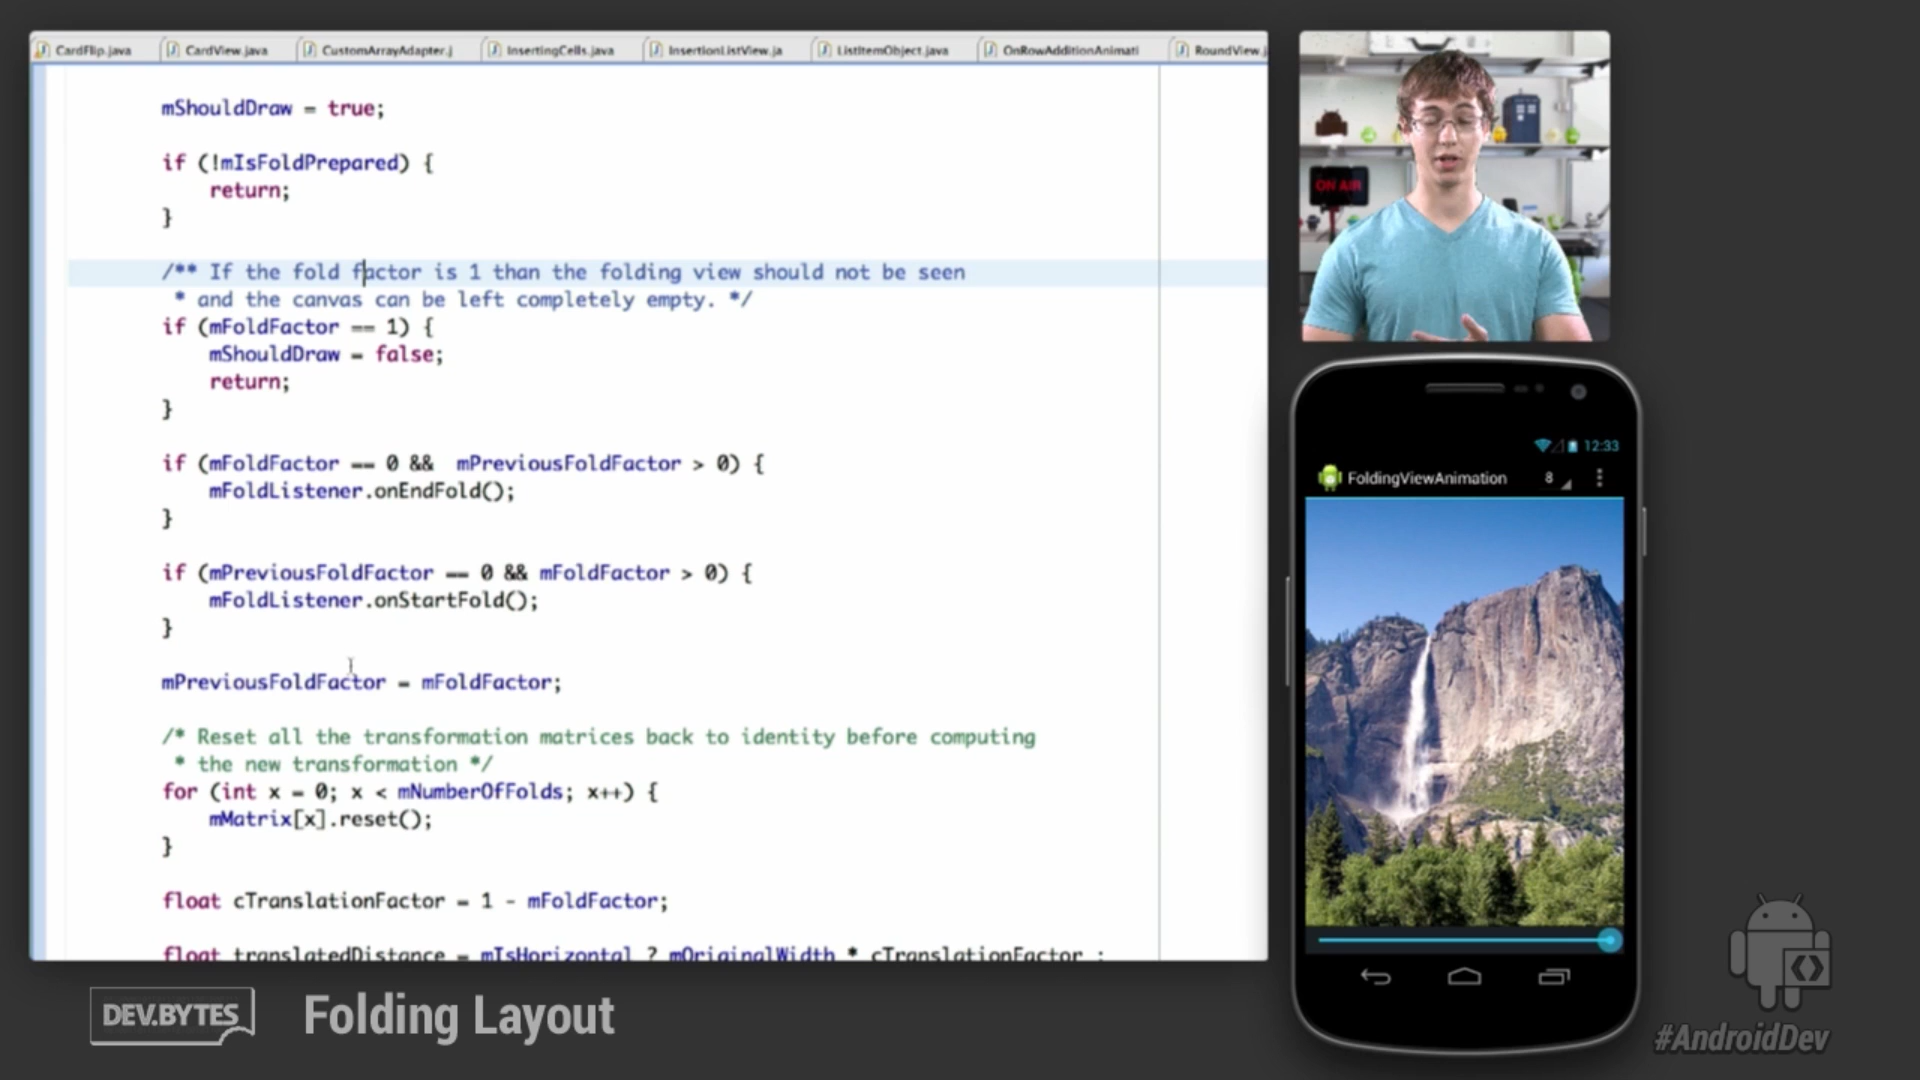 CardFlip.java CardView.java CustomArrayAdapter.j InsertingCells.java InsertionListView.ja ListItemObject.java OnRowAdditionAnimati RoundView.j
mShouldDraw = true;
if (!mIsFoldPrepared) {
return;
}
/** If the fold factor is 1 than the folding view should not be seen
* and the canvas can be left completely empty. */
if (mFoldFactor == 1) {
mShouldDraw = false;
return;
}
if (mFoldFactor == 0 && mPreviousFoldFactor > 0) {
mFoldListener.onEndFold();
}
if (mPreviousFoldFactor == 0 && mFoldFactor > 0) {
mFoldListener.onStartFold();
}
mPreviousFoldFactor = mFoldFactor;
/* Reset all the transformation matrices back to identity before computing
* the new transformation */
for (int x = 0; x < mNumberOfFolds; x++) {
mMatrix[x].reset();
}
float cTranslationFactor = 1 - mFoldFactor;
float translatedDistance = mIsHorizontal ? mOriginalWidth * cTranslationFactor :
ON AIR
12:33
FoldingViewAnimation 8
DEV.BYTES Folding Layout
#AndroidDev